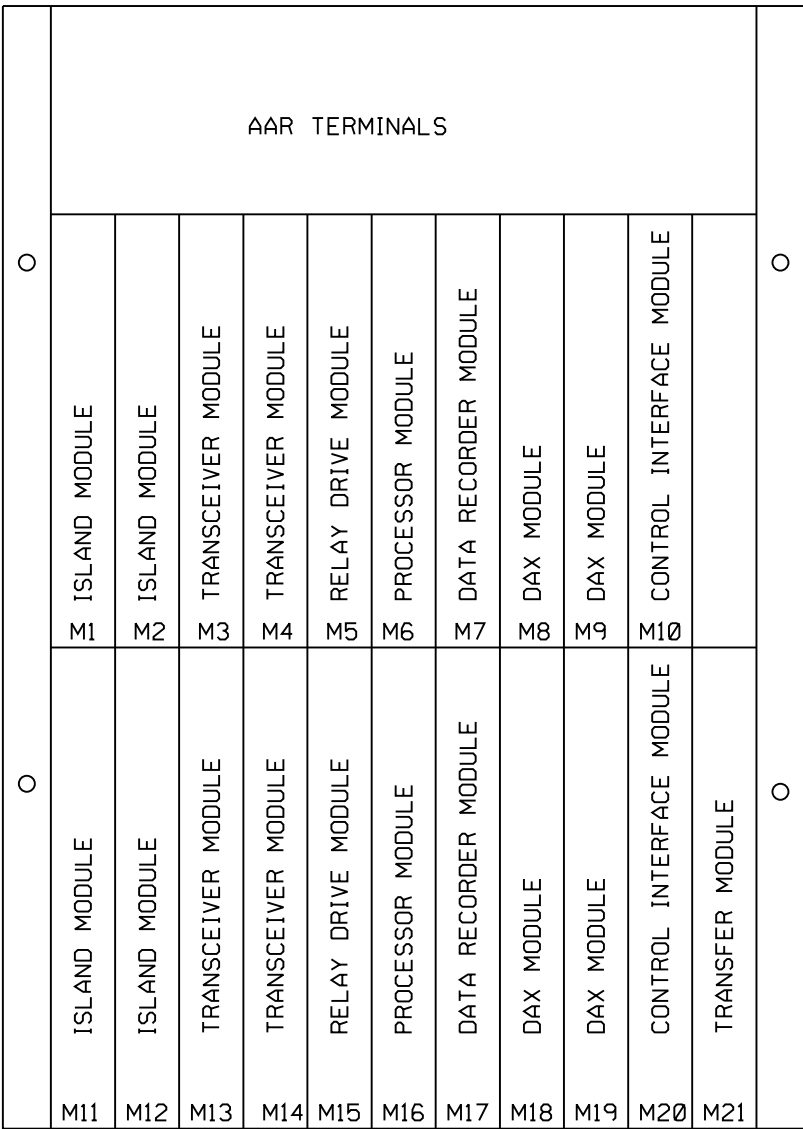 AAR TERMINALS
ISLAND MODULE
M1
ISLAND MODULE
M2
TRANSCEIVER MODULE
M3
TRANSCEIVER MODULE
M4
RELAY DRIVE MODULE
M5
PROCESSOR MODULE
M6
DATA RECORDER MODULE
M7
DAX MODULE
M8
DAX MODULE
M9
CONTROL INTERFACE MODULE
M10
ISLAND MODULE
M11
ISLAND MODULE
M12
TRANSCEIVER MODULE
M13
TRANSCEIVER MODULE
M14
RELAY DRIVE MODULE
M15
PROCESSOR MODULE
M16
DATA RECORDER MODULE
M17
DAX MODULE
M18
DAX MODULE
M19
CONTROL INTERFACE MODULE
M20
TRANSFER MODULE
M21